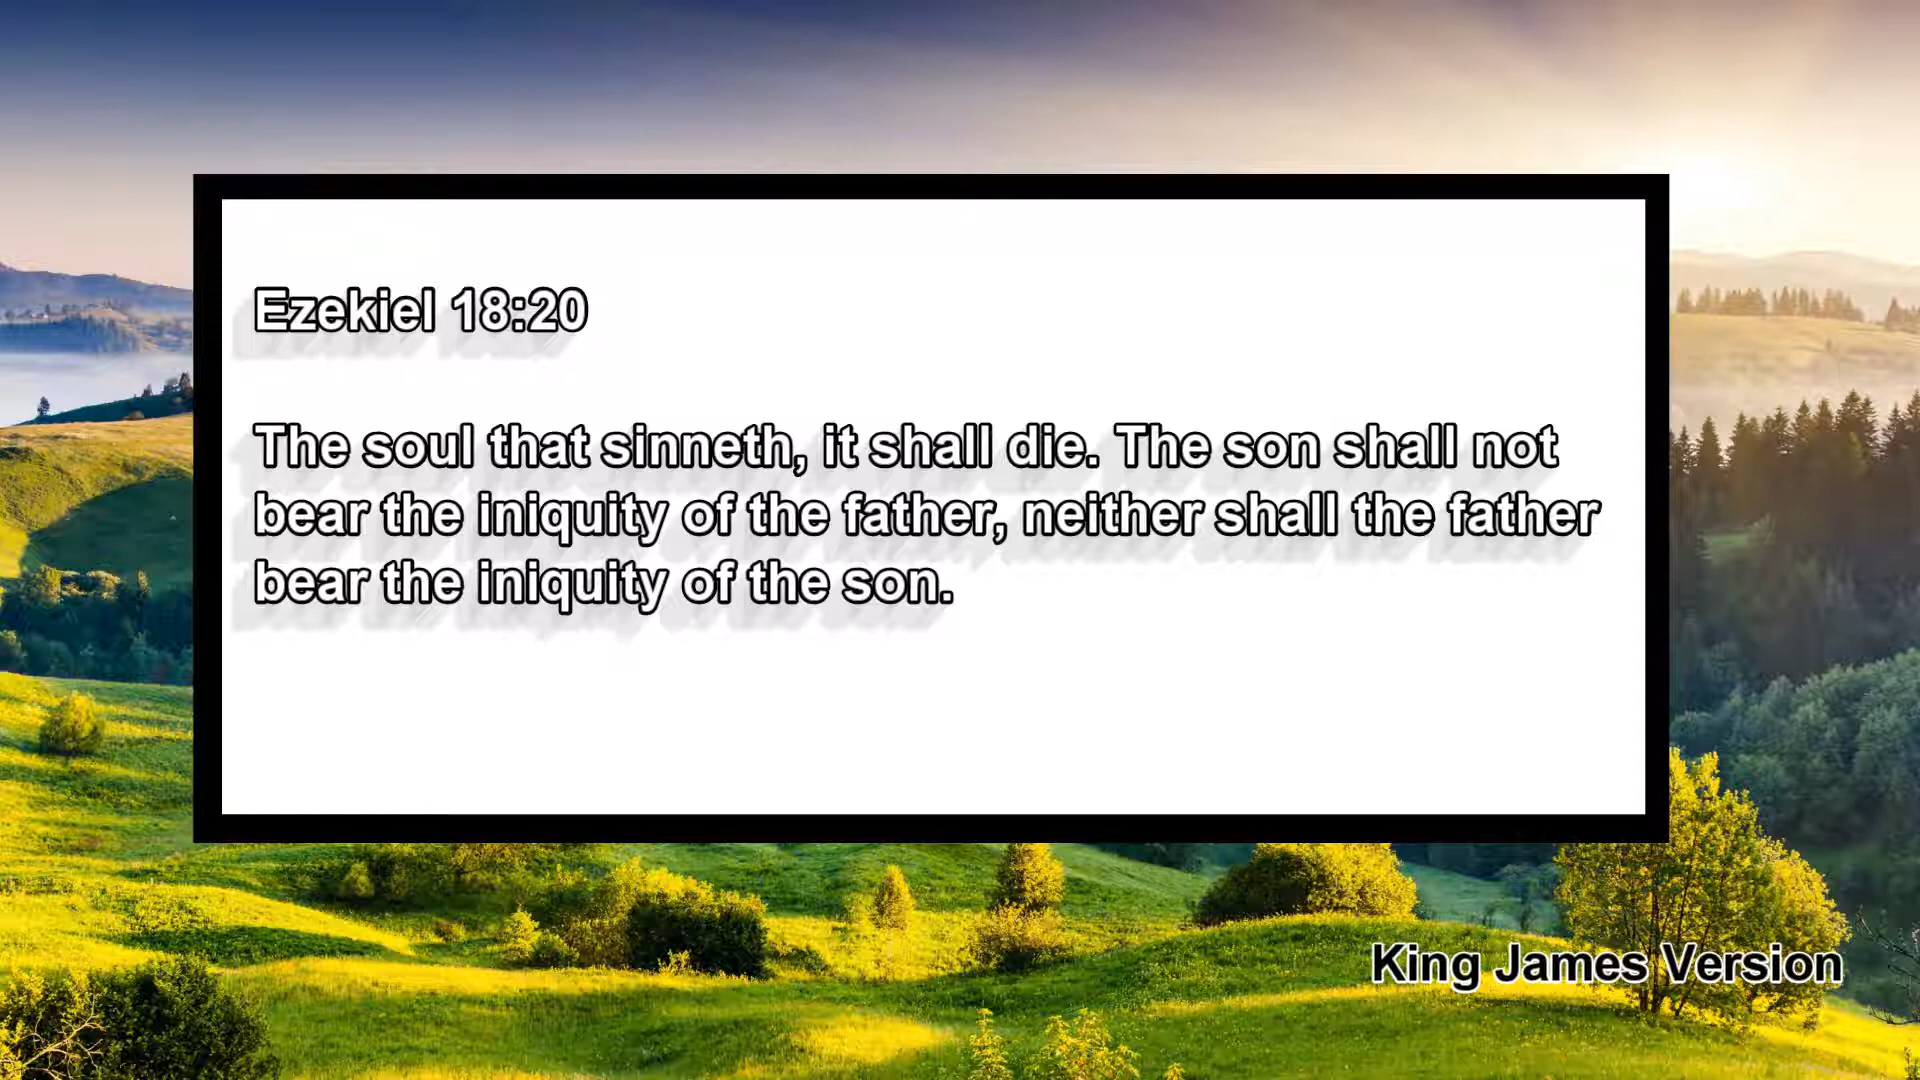 Ezekiel 18:20
The soul that sinneth, it shall die. The son shall not
bear the iniquity of the father, neither shall the father
bear the iniquity of the son.
King James Version